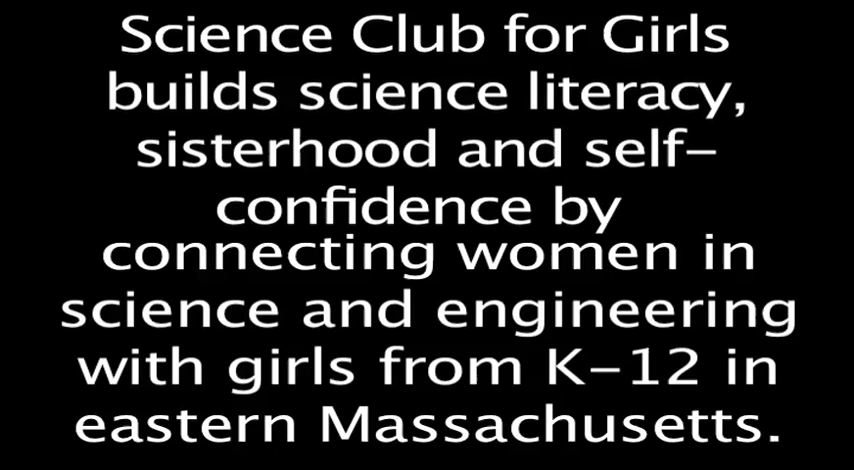 Science Club for Girls
builds science literacy,
sisterhood and self-
confidence by
connecting women in
science and engineering
with girls from K-12 in
eastern Massachusetts.